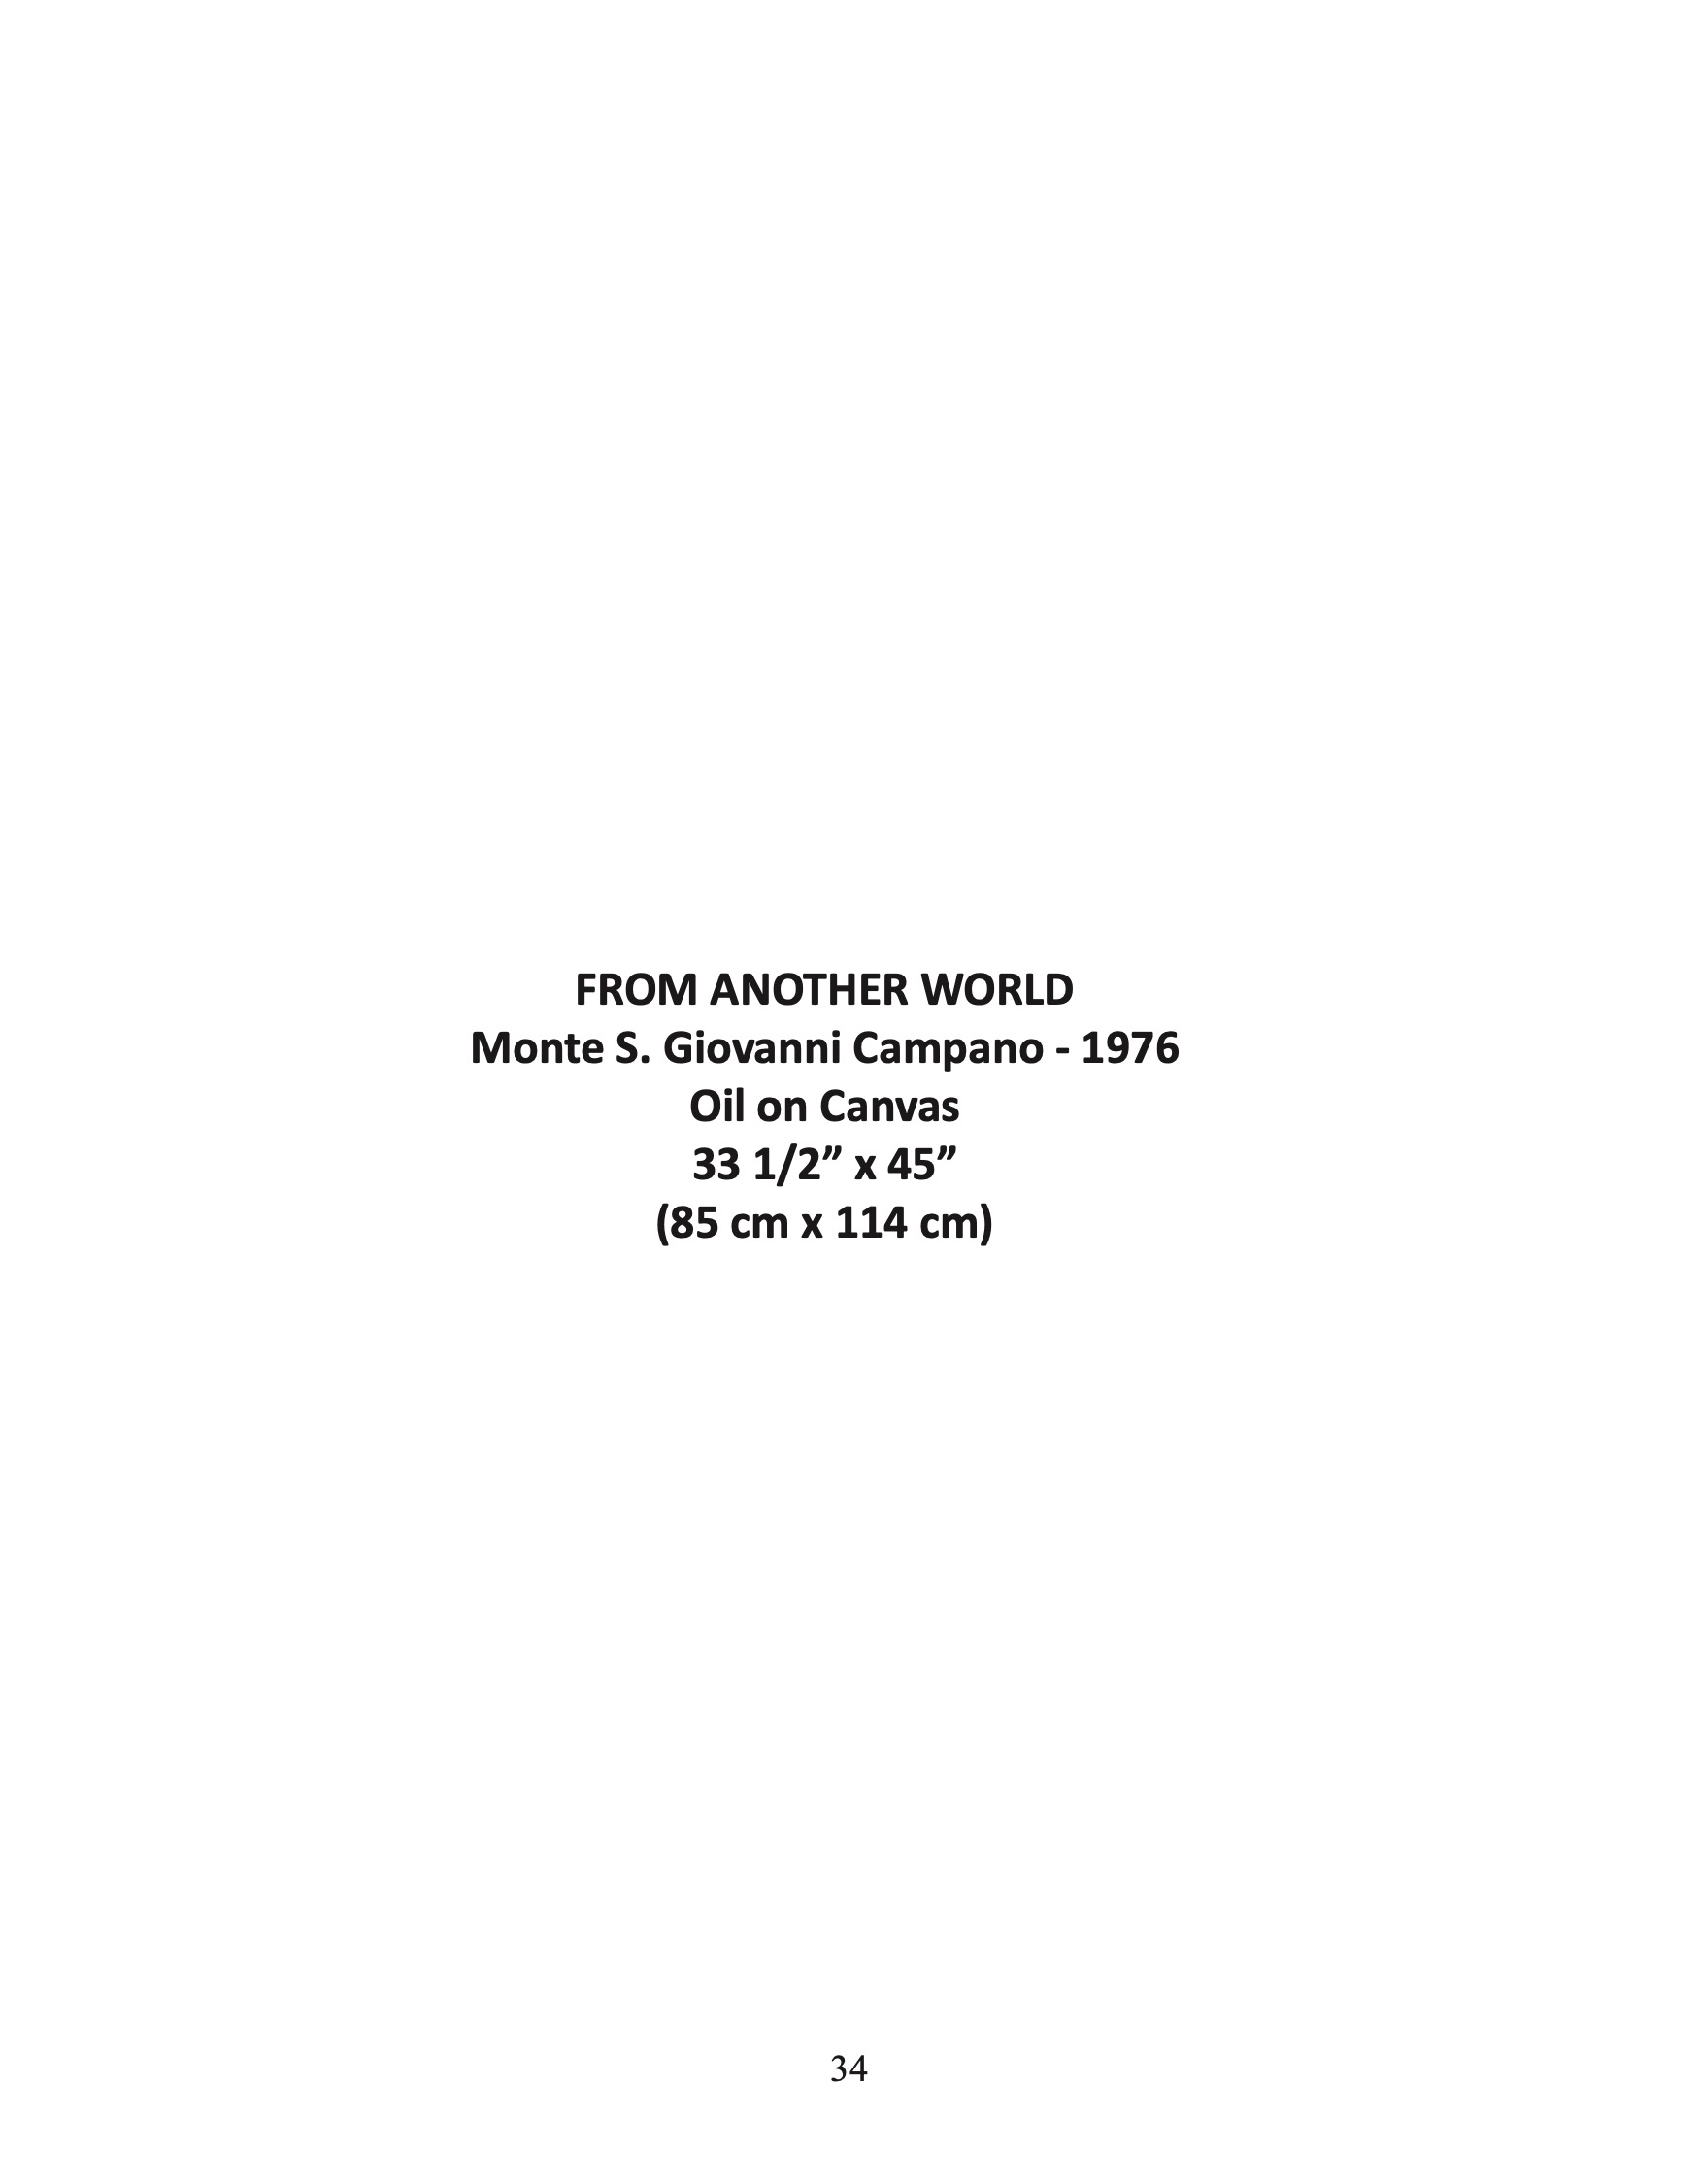 FROM ANOTHER WORLD
Monte S. Giovanni Campano - 1976
Oil on Canvas
33 1/2” x 45”
(85 cm x 114 cm)
34